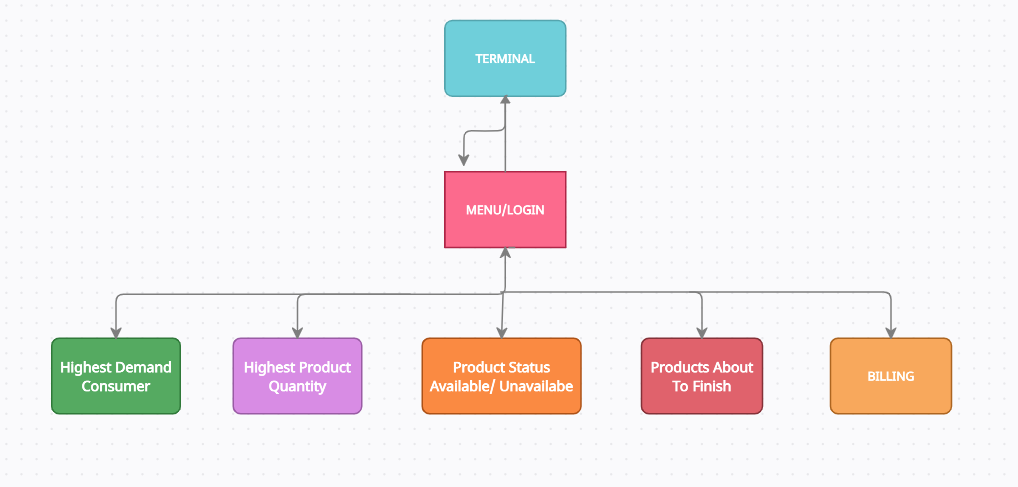 TERMINAL
MENU/LOGIN
Highest Demand
Consumer
Highest Product
Quantity
Product Status
Available/ Unavailabe
Products About
To Finish
BILLING